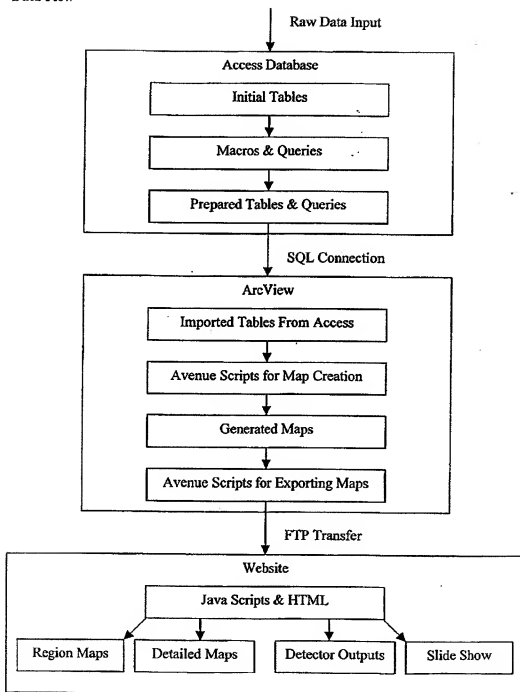 Raw Data Input
Access Database
Initial Tables
Macros & Queries
Prepared Tables & Queries
SQL Connection
ArcView
Imported Tables From Access
Avenue Scripts for Map Creation
Generated Maps
Avenue Scripts for Exporting Maps
FTP Transfer
Website
Java Scripts & HTML
Region Maps
Detailed Maps
Detector Outputs
Slide Show